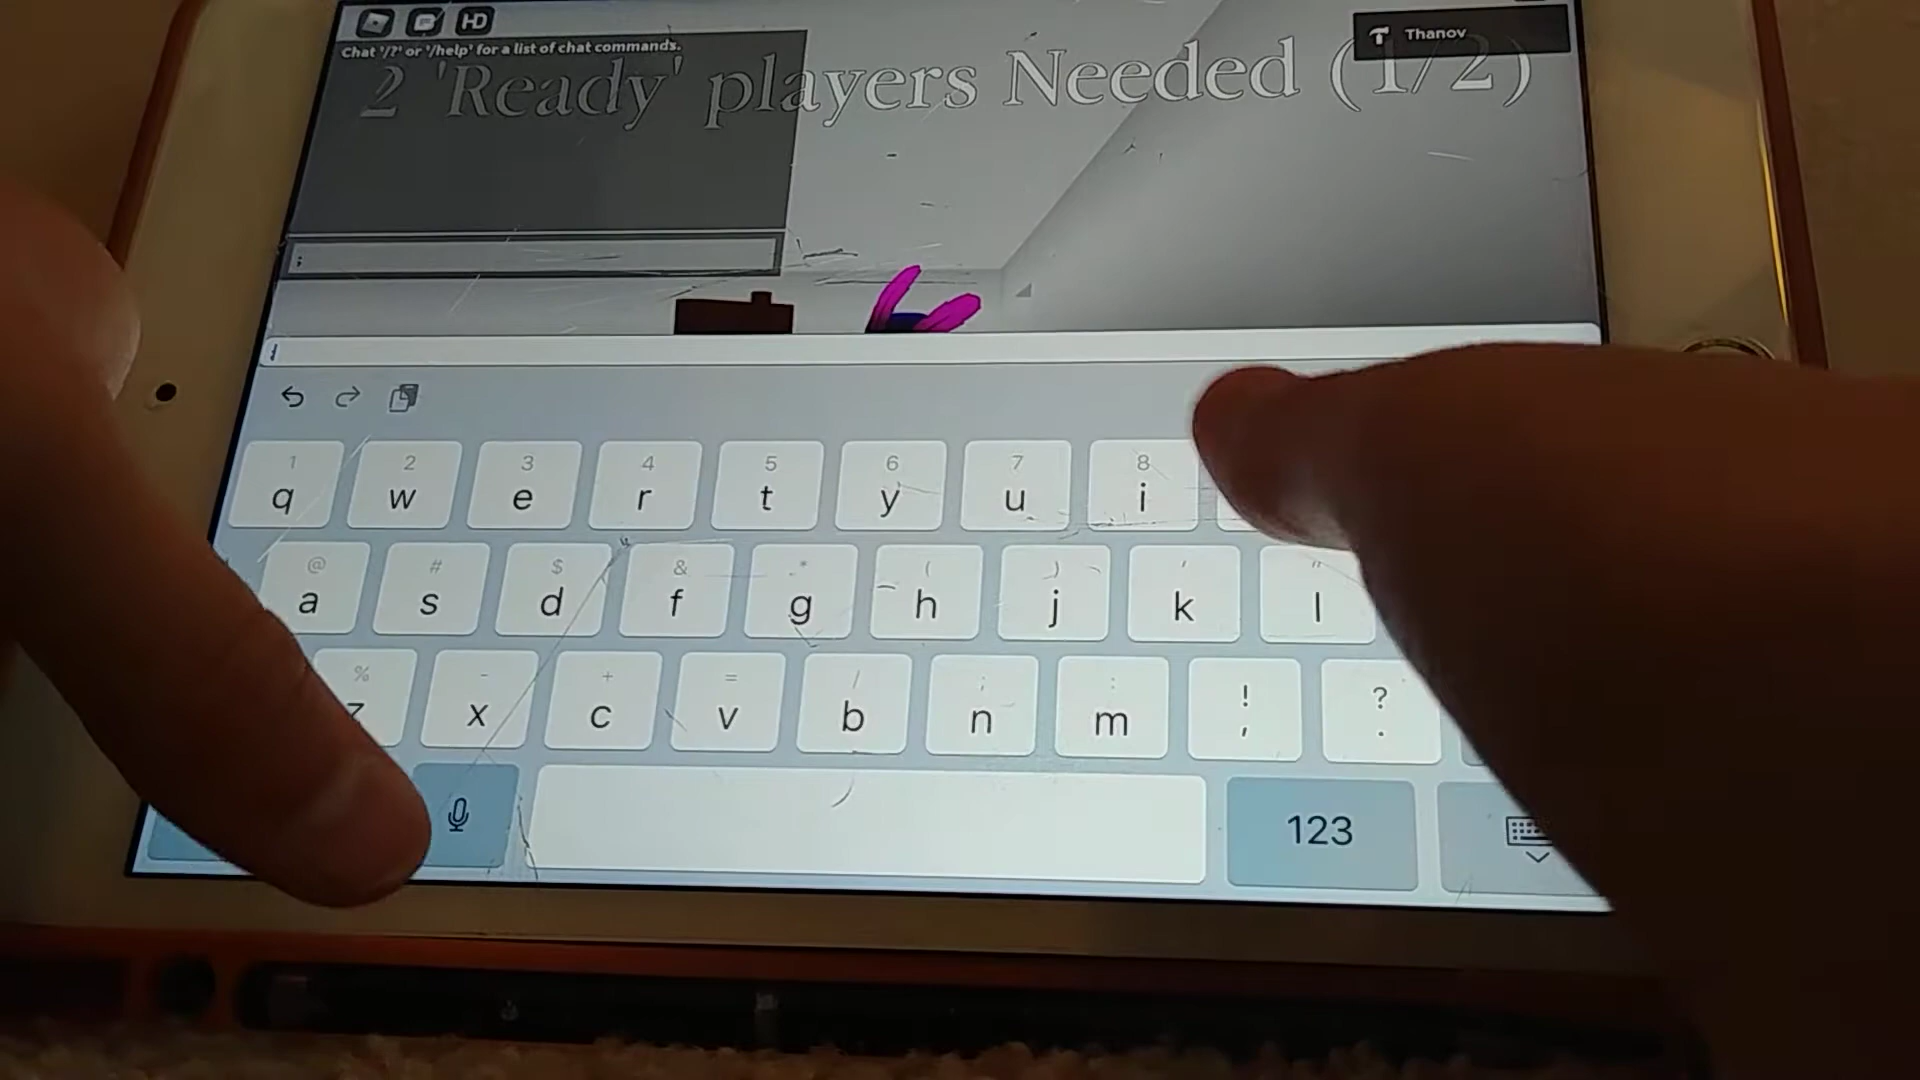 HD
Chat '/?' or '/help' for a list of chat commands.
Thanov
2 'Ready' players Needed (1/2)
;
;
1 2 3 4 5 6 7 8
q w e r t y u i
@ # $ & * ( ) ' "
a s d f g h j k l
% - + = / ; : ! ?
z x c v b n m , .
123